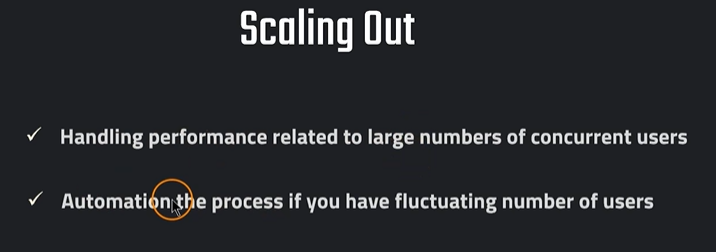 Scaling Out
✓ Handling performance related to large numbers of concurrent users
✓ Automation the process if you have fluctuating number of users